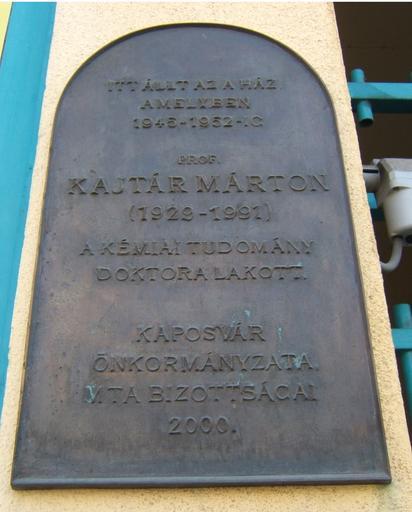 ITT ÁLLT AZ A HÁZ
AMELYBEN
1945-1952-IG
PROF.
KAJTÁR MÁRTON
(1929-1991)
A KÉMIAI TUDOMÁNY
DOKTORA LAKOTT.
KAPOSVÁR
ÖNKORMÁNYZATA
MTA BIZOTTSÁGAI
2000.